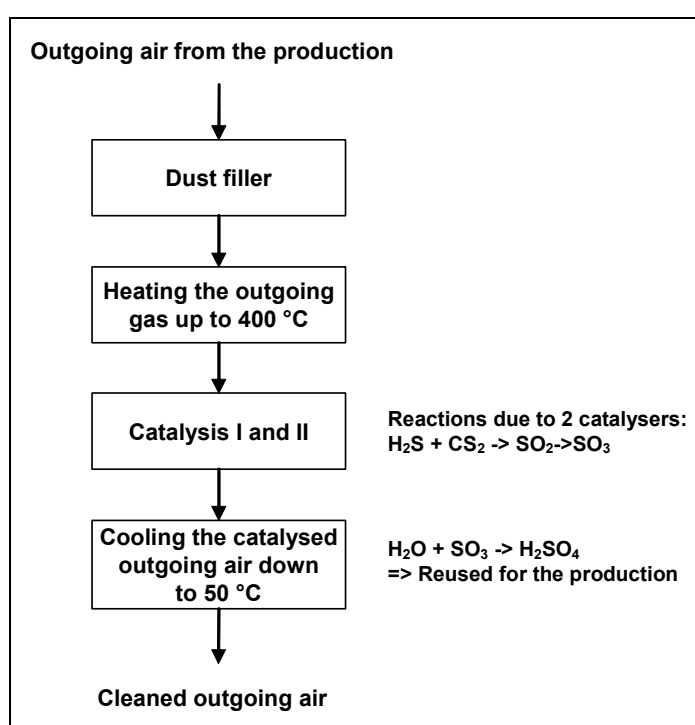 Outgoing air from the production
Dust filler
Heating the outgoing
gas up to 400 °C
Catalysis I and II
Reactions due to 2 catalysers:
H₂S + CS₂ -> SO₂->SO₃
Cooling the catalysed
outgoing air down
to 50 °C
H₂O + SO₃ -> H₂SO₄
=> Reused for the production
Cleaned outgoing air